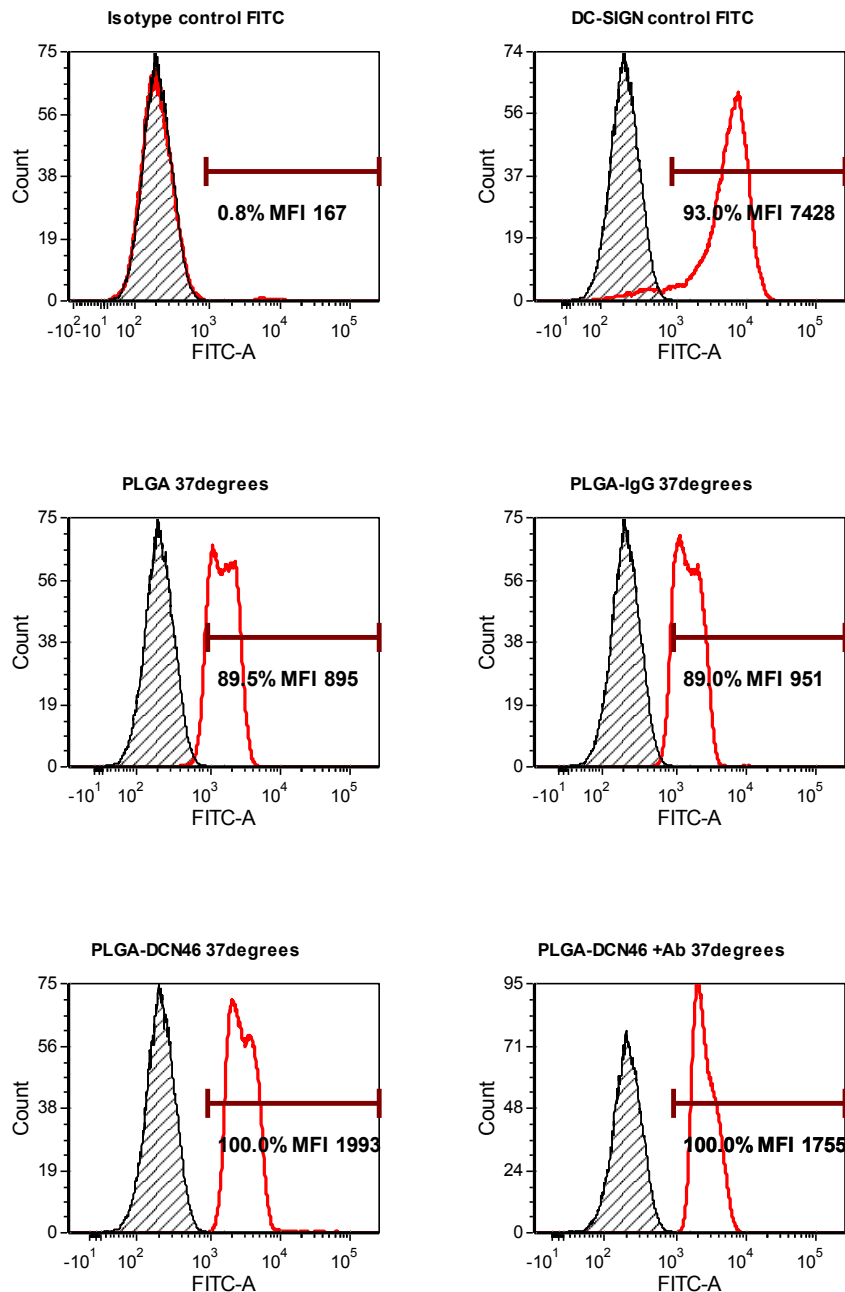 Isotype control FITC
75
56
38
19
0
Count
0.8% MFI 167
-10² -10¹ 10² 10³ 10⁴ 10⁵
FITC-A
DC-SIGN control FITC
74
56
37
19
0
Count
93.0% MFI 7428
-10¹ 10² 10³ 10⁴ 10⁵
FITC-A
PLGA 37degrees
75
56
38
19
0
Count
89.5% MFI 895
-10¹ 10² 10³ 10⁴ 10⁵
FITC-A
PLGA-IgG 37degrees
75
56
38
19
0
Count
89.0% MFI 951
-10¹ 10² 10³ 10⁴ 10⁵
FITC-A
PLGA-DCN46 37degrees
75
56
38
19
0
Count
100.0% MFI 1993
-10¹ 10² 10³ 10⁴ 10⁵
FITC-A
PLGA-DCN46 +Ab 37degrees
95
71
48
24
0
Count
100.0% MFI 1755
-10¹ 10² 10³ 10⁴ 10⁵
FITC-A